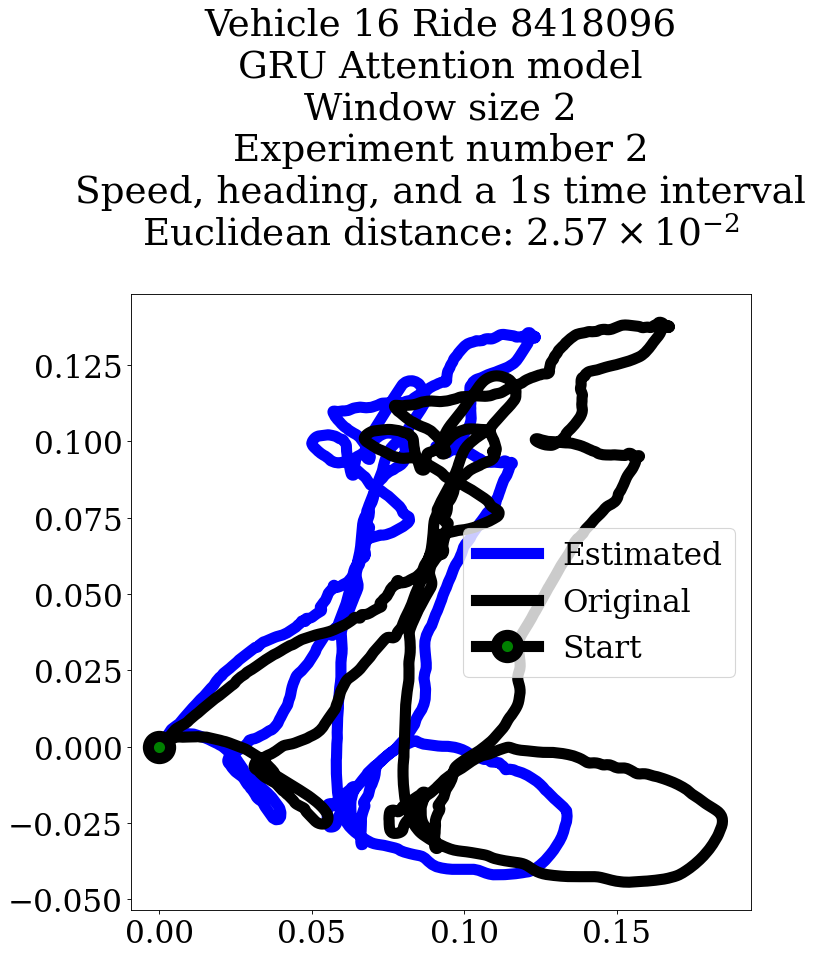 Vehicle 16 Ride 8418096
GRU Attention model
Window size 2
Experiment number 2
Speed, heading, and a 1s time interval
Euclidean distance: 2.57 × 10⁻²
0.125
0.100
0.075
0.050
0.025
0.000
−0.025
−0.050
Estimated
Original
Start
0.00 0.05 0.10 0.15